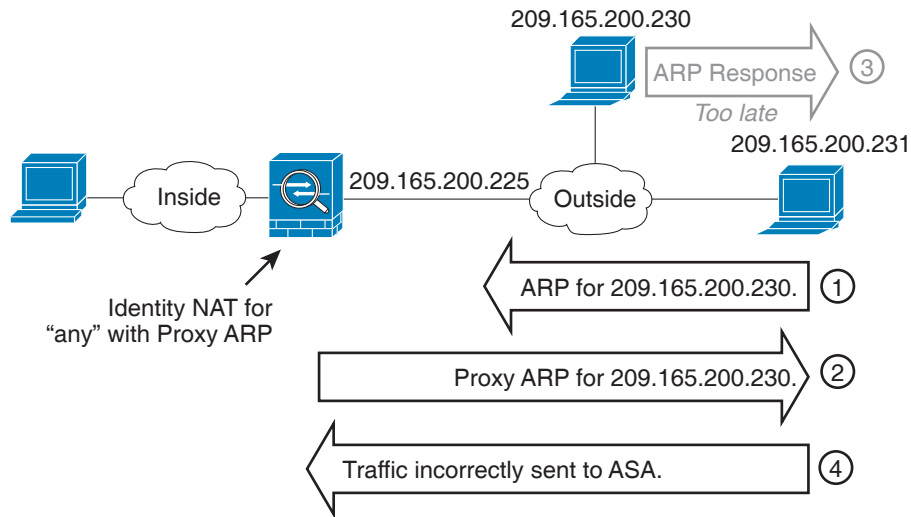 209.165.200.230
ARP Response
3
Too late
209.165.200.231
209.165.200.225
Inside
Outside
Identity NAT for
“any” with Proxy ARP
ARP for 209.165.200.230.
1
Proxy ARP for 209.165.200.230.
2
Traffic incorrectly sent to ASA.
4